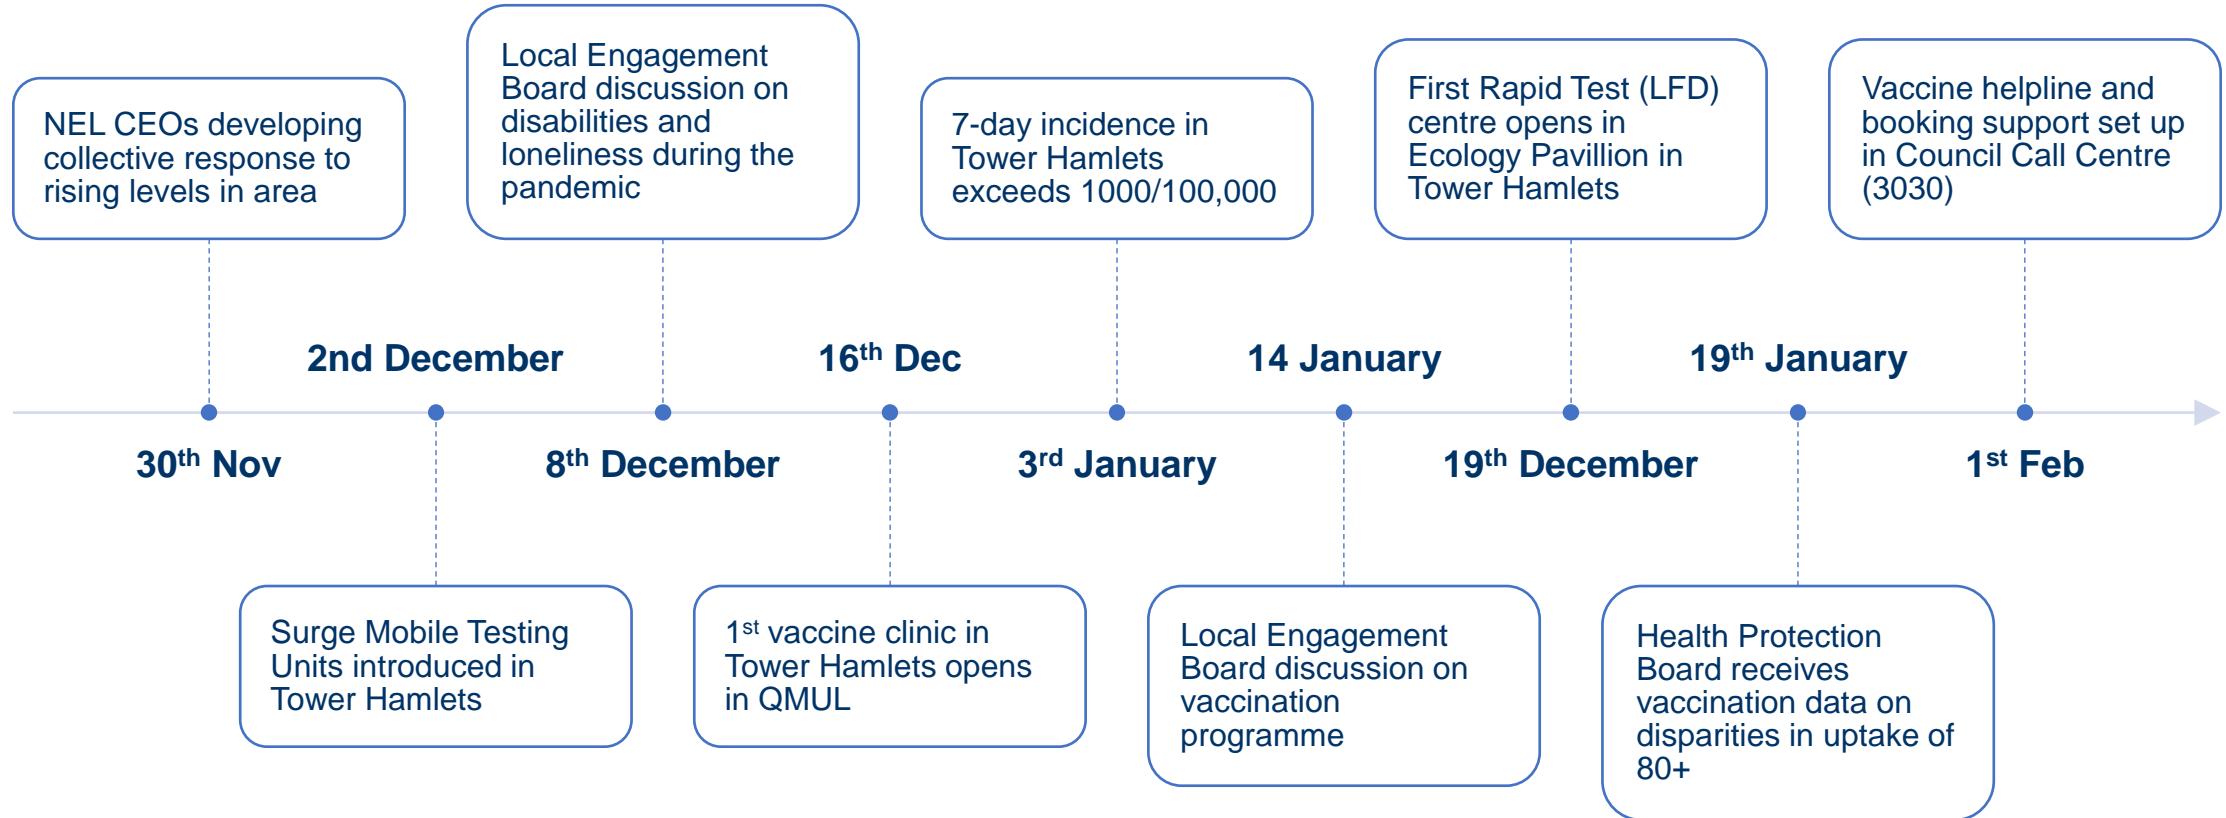 NEL CEOs developing
collective response to
rising levels in area
Local Engagement
Board discussion on
disabilities and
loneliness during the
pandemic
7-day incidence in
Tower Hamlets
exceeds 1000/100,000
First Rapid Test (LFD)
centre opens in
Ecology Pavillion in
Tower Hamlets
Vaccine helpline and
booking support set up
in Council Call Centre
(3030)
2nd December
16th Dec
14 January
19th January
30th Nov
8th December
3rd January
19th December
1st Feb
Surge Mobile Testing
Units introduced in
Tower Hamlets
1st vaccine clinic in
Tower Hamlets opens
in QMUL
Local Engagement
Board discussion on
vaccination
programme
Health Protection
Board receives
vaccination data on
disparities in uptake of
80+